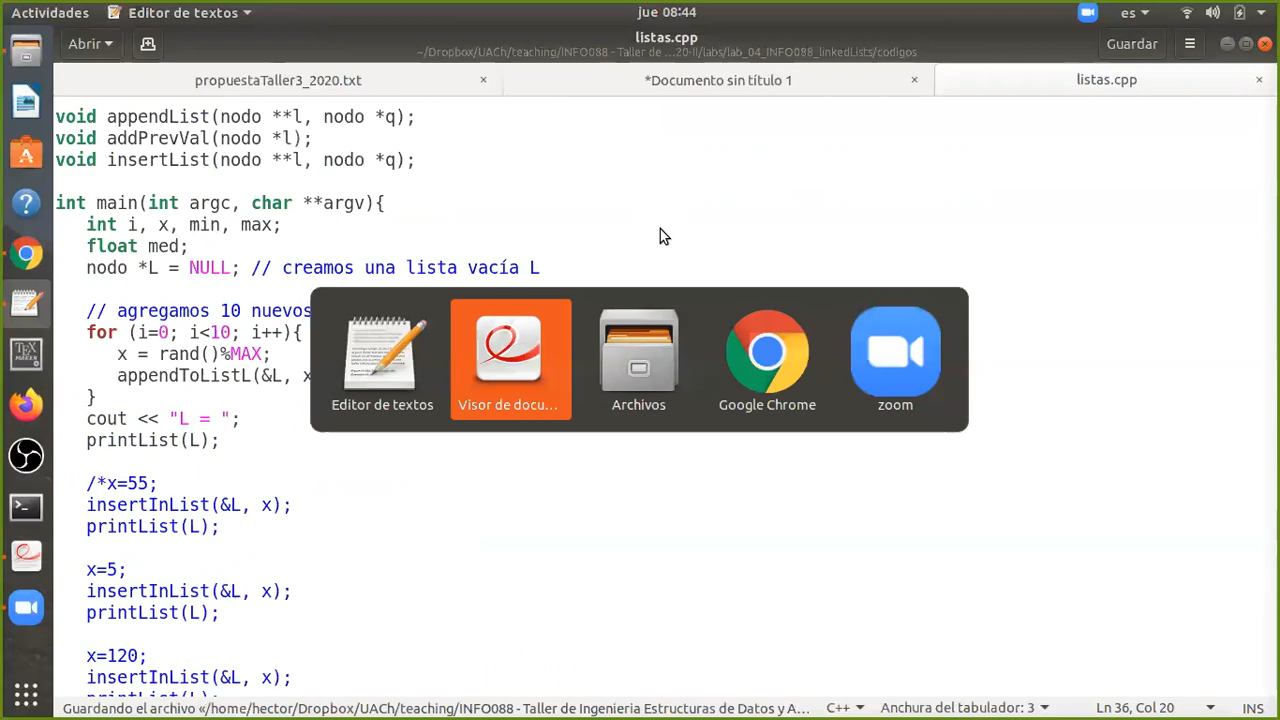 Actividades Editor de textos jue 08:44 es
Abrir listas.cpp Guardar
~/Dropbox/UACh/teaching/INFO088 - Taller de ...20-II/labs/lab_04_INFO088_linkedLists/codigos
propuestaTaller3_2020.txt × *Documento sin título 1 × listas.cpp ×
void appendList(nodo **l, nodo *q);
void addPrevVal(nodo *l);
void insertList(nodo **l, nodo *q);
int main(int argc, char **argv){
int i, x, min, max;
float med;
nodo *L = NULL; // creamos una lista vacía L
// agregamos 10 nuevos
for (i=0; i<10; i++){
x = rand()%MAX;
appendToListL(&L, x
}
cout << "L = ";
printList(L);
/*x=55;
insertInList(&L, x);
printList(L);
x=5;
insertInList(&L, x);
printList(L);
x=120;
insertInList(&L, x);
printList(L);
Editor de textos Visor de docu... Archivos Google Chrome zoom
Guardando el archivo «/home/hector/Dropbox/UACh/teaching/INFO088 - Taller de Ingenieria Estructuras de Datos y A... C++ Anchura del tabulador: 3 Ln 36, Col 20 INS